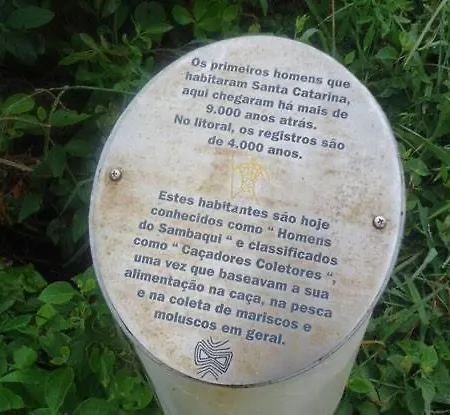 Os primeiros homens que
habitaram Santa Catarina,
aqui chegaram há mais de
9.000 anos atrás.
No litoral, os registros são
de 4.000 anos.
Estes habitantes são hoje
conhecidos como " Homens
do Sambaqui " e classificados
como " Caçadores Coletores ",
uma vez que baseavam a sua
alimentação na caça, na pesca
e na coleta de mariscos e
moluscos em geral.